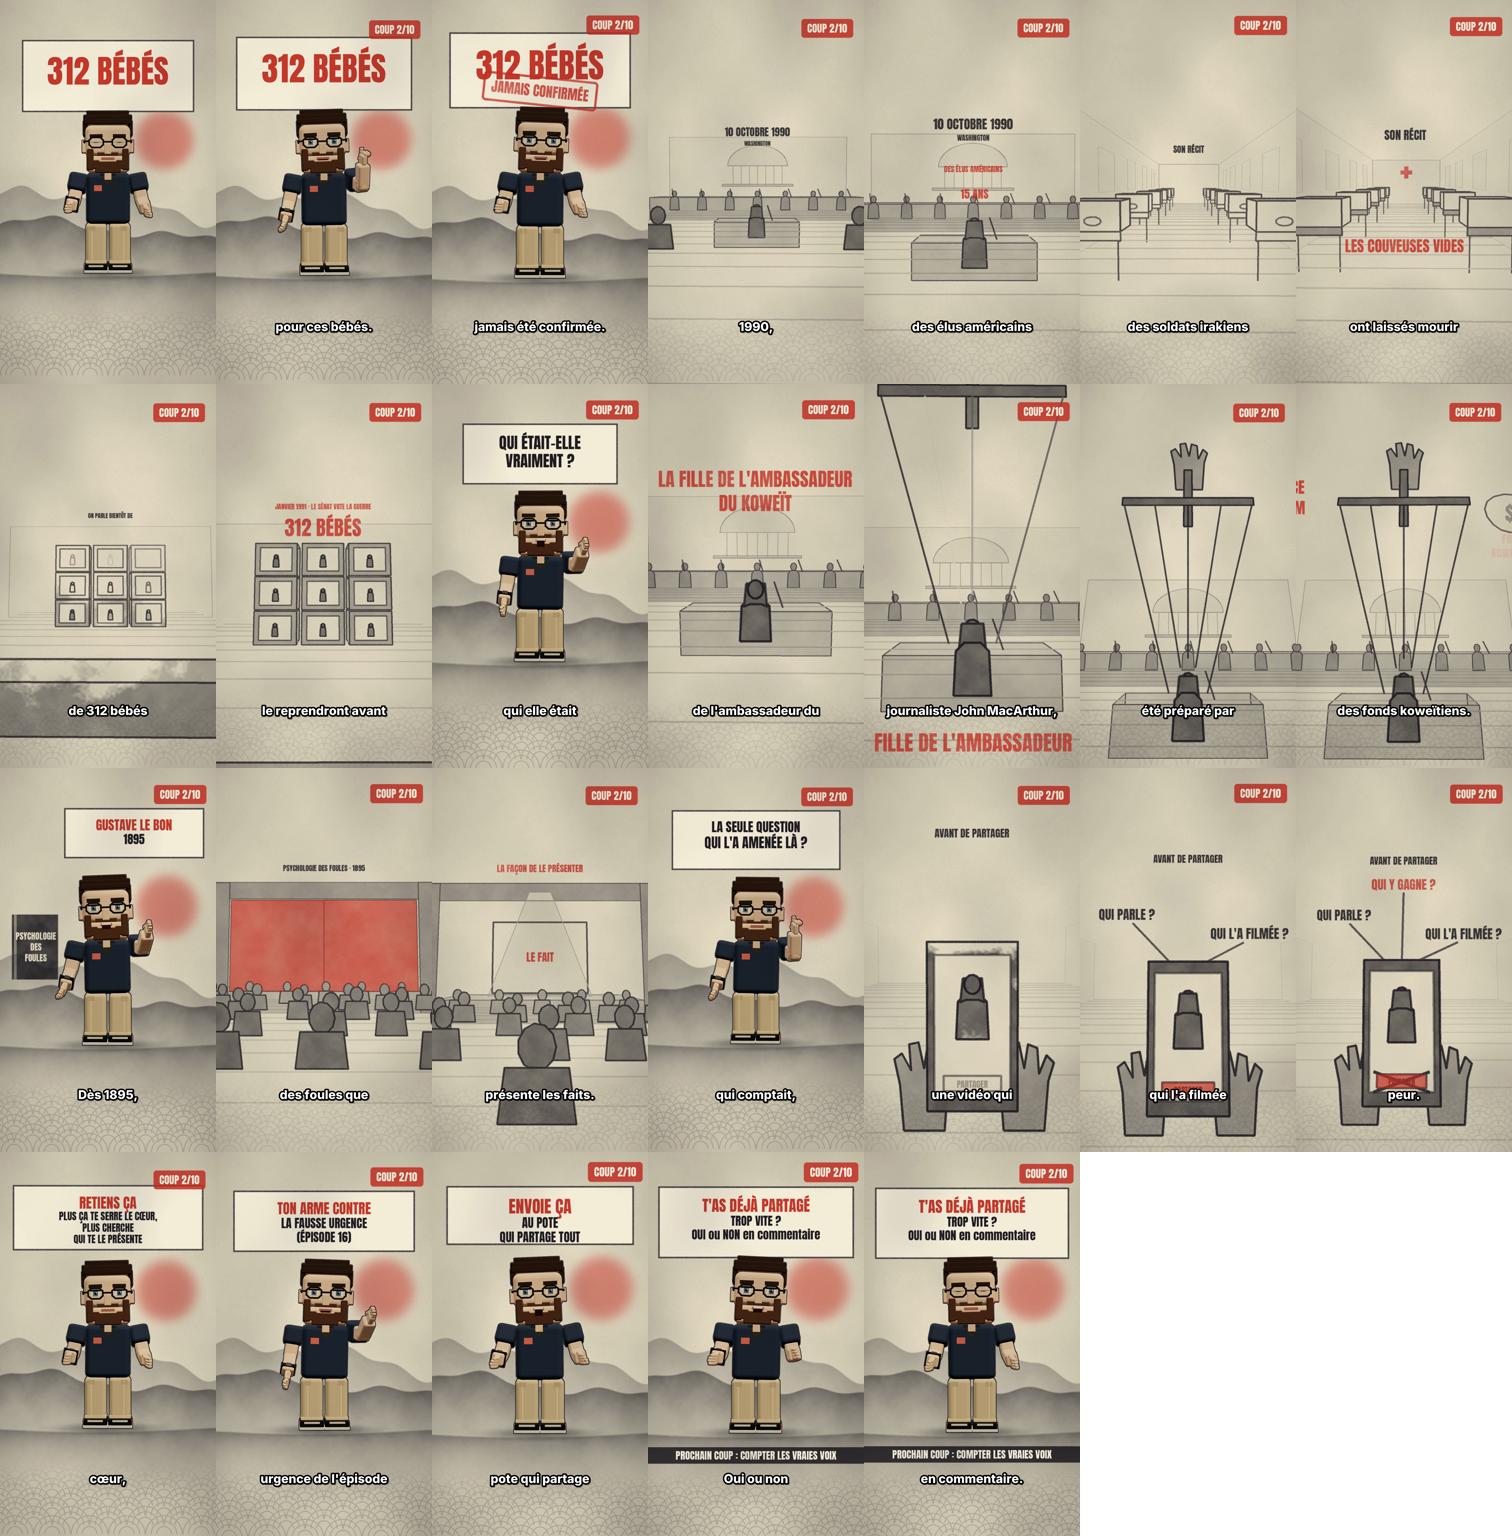 312 BÉBÉS
COUP 2/10
312 BÉBÉS
pour ces bébés.
COUP 2/10
312 BÉBÉS
JAMAIS CONFIRMÉE
jamais été confirmée.
COUP 2/10
10 OCTOBRE 1990
WASHINGTON
1990,
COUP 2/10
10 OCTOBRE 1990
WASHINGTON
DES ÉLUS AMÉRICAINS
15 ANS
des élus américains
COUP 2/10
SON RÉCIT
des soldats irakiens
COUP 2/10
SON RÉCIT
LES COUVEUSES VIDES
ont laissés mourir
COUP 2/10
ON PARLE BIENTÔT DE
de 312 bébés
COUP 2/10
JANVIER 1991 · LE SÉNAT VOTE LA GUERRE
312 BÉBÉS
le reprendront avant
COUP 2/10
QUI ÉTAIT-ELLE
VRAIMENT ?
qui elle était
COUP 2/10
LA FILLE DE L'AMBASSADEUR
DU KOWEÏT
de l'ambassadeur du
COUP 2/10
journaliste John MacArthur,
FILLE DE L'AMBASSADEUR
COUP 2/10
été préparé par
COUP 2/10
CE
M
$
des fonds koweïtiens.
COUP 2/10
GUSTAVE LE BON
1895
PSYCHOLOGIE
DES
FOULES
Dès 1895,
COUP 2/10
PSYCHOLOGIE DES FOULES · 1895
des foules que
COUP 2/10
LA FAÇON DE LE PRÉSENTER
LE FAIT
présente les faits.
COUP 2/10
LA SEULE QUESTION
QUI L'A AMENÉE LÀ ?
qui comptait,
COUP 2/10
AVANT DE PARTAGER
PARTAGER
une vidéo qui
COUP 2/10
AVANT DE PARTAGER
QUI PARLE ?
QUI L'A FILMÉE ?
qui l'a filmée
COUP 2/10
AVANT DE PARTAGER
QUI Y GAGNE ?
QUI PARLE ?
QUI L'A FILMÉE ?
peur.
COUP 2/10
RETIENS ÇA
PLUS ÇA TE SERRE LE CŒUR,
PLUS CHERCHE
QUI TE LE PRÉSENTE
cœur,
COUP 2/10
TON ARME CONTRE
LA FAUSSE URGENCE
(ÉPISODE 16)
urgence de l'épisode
COUP 2/10
ENVOIE ÇA
AU POTE
QUI PARTAGE TOUT
pote qui partage
COUP 2/10
T'AS DÉJÀ PARTAGÉ
TROP VITE ?
OUI ou NON en commentaire
PROCHAIN COUP : COMPTER LES VRAIES VOIX
Oui ou non
COUP 2/10
T'AS DÉJÀ PARTAGÉ
TROP VITE ?
OUI ou NON en commentaire
PROCHAIN COUP : COMPTER LES VRAIES VOIX
en commentaire.